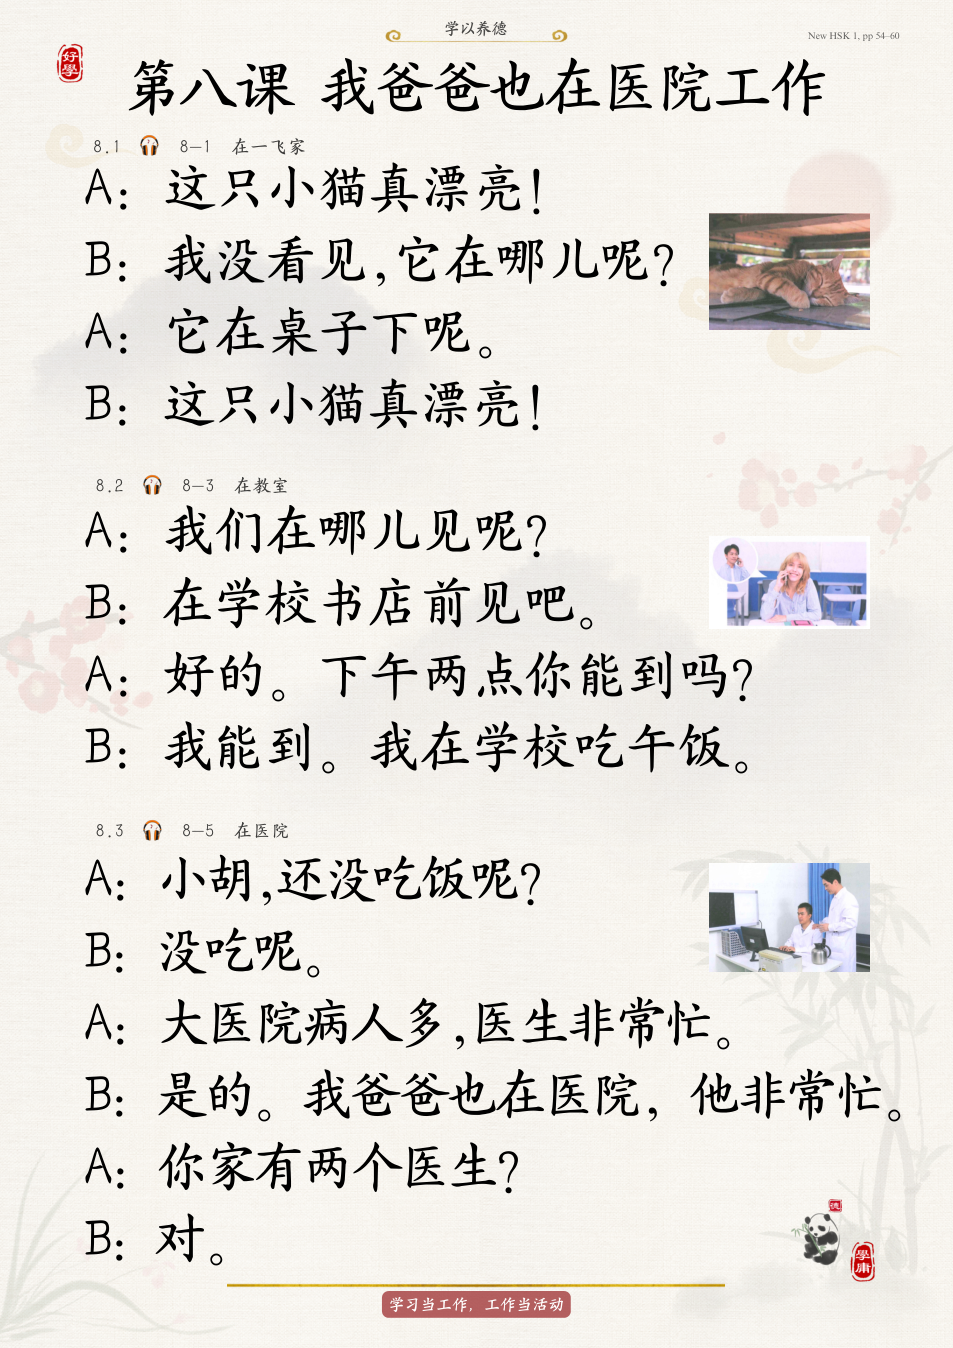 学以养德
New HSK 1, pp 54–60
好學
第八课 我爸爸也在医院工作
8.1 8—1 在一飞家
A：这只小猫真漂亮！
B：我没看见，它在哪儿呢？
A：它在桌子下呢。
B：这只小猫真漂亮！
8.2 8—3 在教室
A：我们在哪儿见呢？
B：在学校书店前见吧。
A：好的。下午两点你能到吗？
B：我能到。我在学校吃午饭。
8.3 8—5 在医院
A：小胡，还没吃饭呢？
B：没吃呢。
A：大医院病人多，医生非常忙。
B：是的。我爸爸也在医院，他非常忙。
A：你家有两个医生？
B：对。
德
學庸
学习当工作，工作当活动